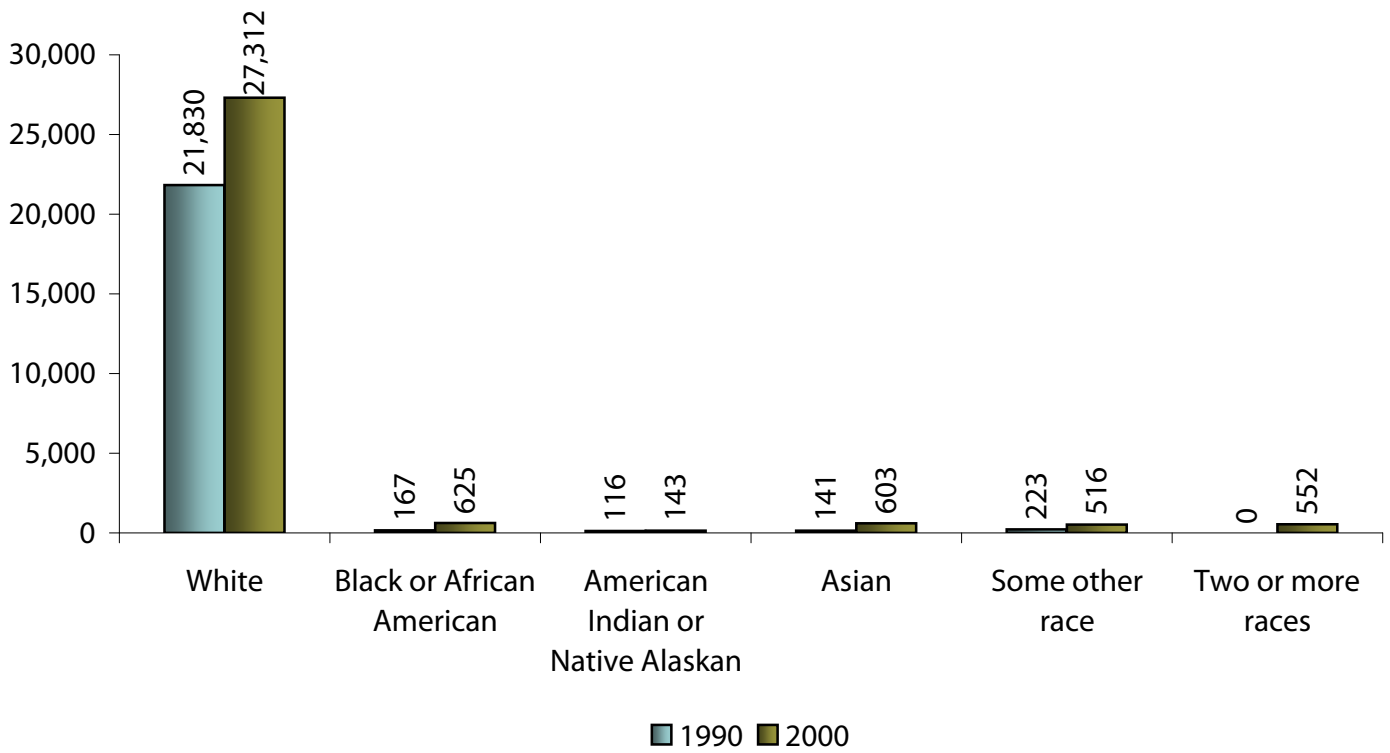 30,000
25,000
20,000
15,000
10,000
5,000
0
21,830
27,312
167
625
116
143
141
603
223
516
0
552
White
Black or African
American
American
Indian or
Native Alaskan
Asian
Some other
race
Two or more
races
1990
2000